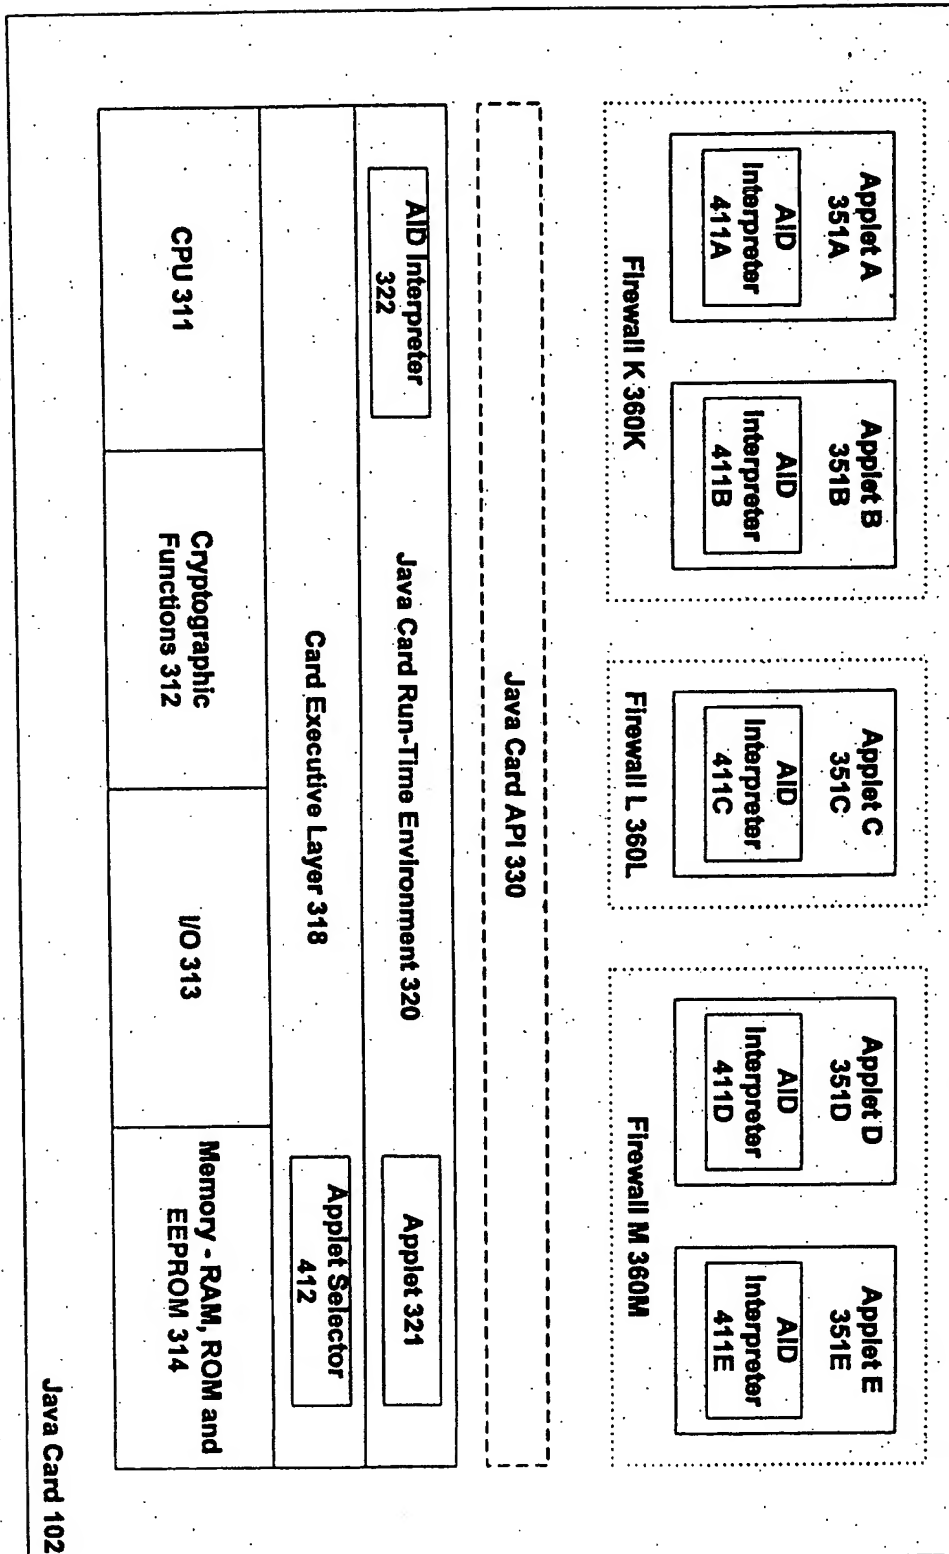 Applet A
351A
AID
Interpreter
411A
Applet B
351B
AID
Interpreter
411B
Firewall K 360K
Applet C
351C
AID
Interpreter
411C
Firewall L 360L
Applet D
351D
AID
Interpreter
411D
Applet E
351E
AID
Interpreter
411E
Firewall M 360M
Java Card API 330
AID Interpreter
322
Java Card Run-Time Environment 320
Applet 321
Card Executive Layer 318
Applet Selector
412
CPU 311
Cryptographic
Functions 312
I/O 313
Memory - RAM, ROM and
EEPROM 314
Java Card 102